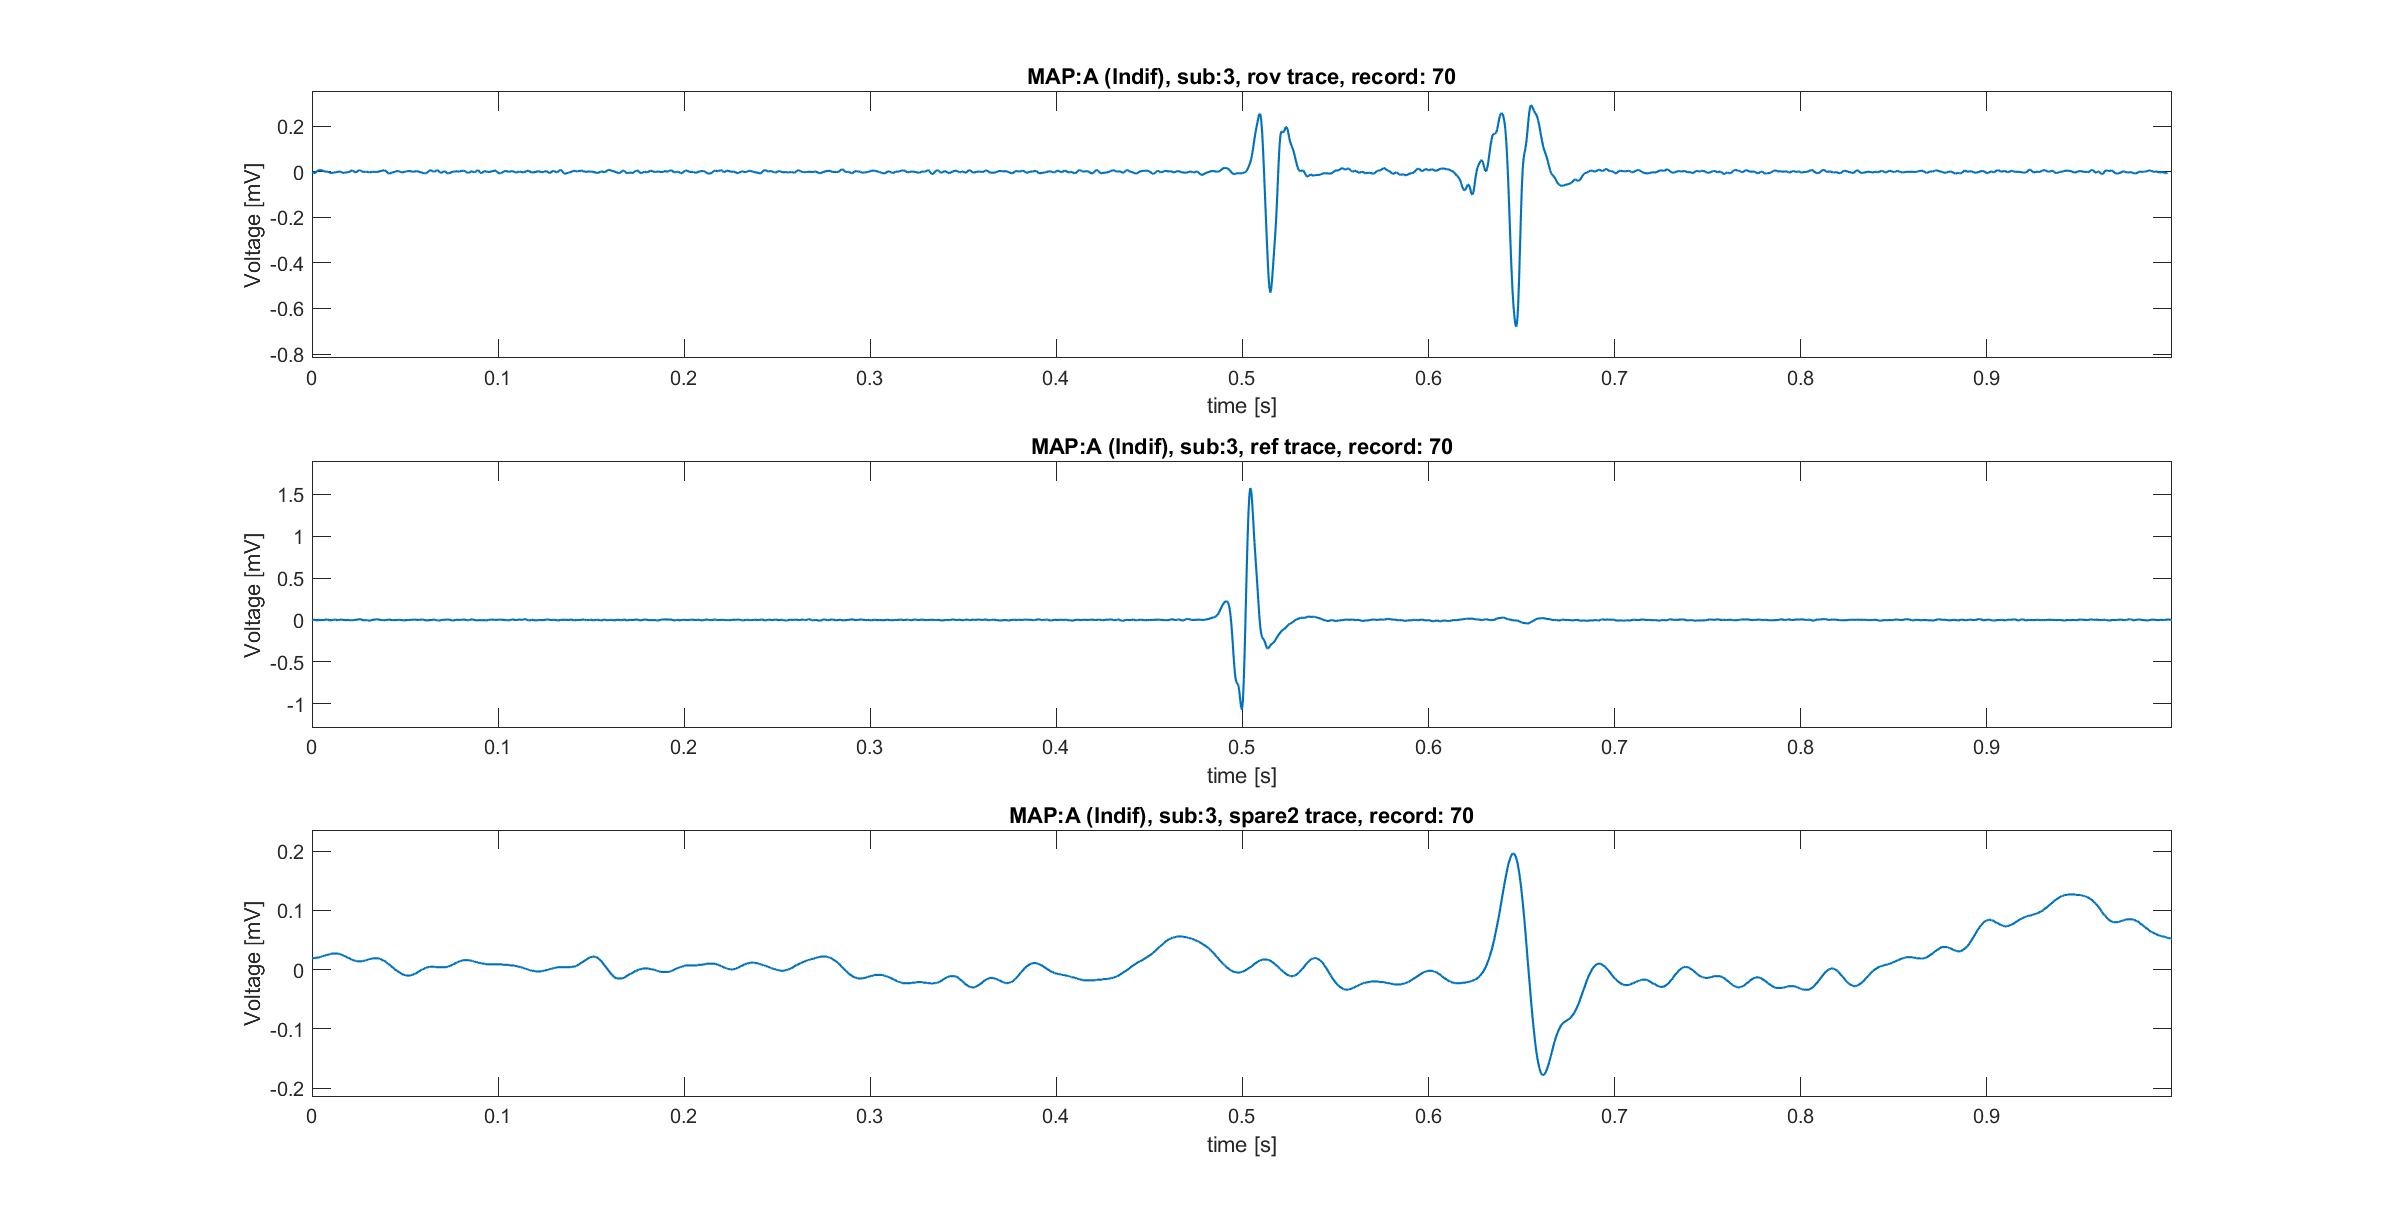 MAP:A (Indif), sub:3, rov trace, record: 70
Voltage [mV]
0.2
0
-0.2
-0.4
-0.6
-0.8
0 0.1 0.2 0.3 0.4 0.5 0.6 0.7 0.8 0.9
time [s]
MAP:A (Indif), sub:3, ref trace, record: 70
Voltage [mV]
1.5
1
0.5
0
-0.5
-1
0 0.1 0.2 0.3 0.4 0.5 0.6 0.7 0.8 0.9
time [s]
MAP:A (Indif), sub:3, spare2 trace, record: 70
Voltage [mV]
0.2
0.1
0
-0.1
-0.2
0 0.1 0.2 0.3 0.4 0.5 0.6 0.7 0.8 0.9
time [s]